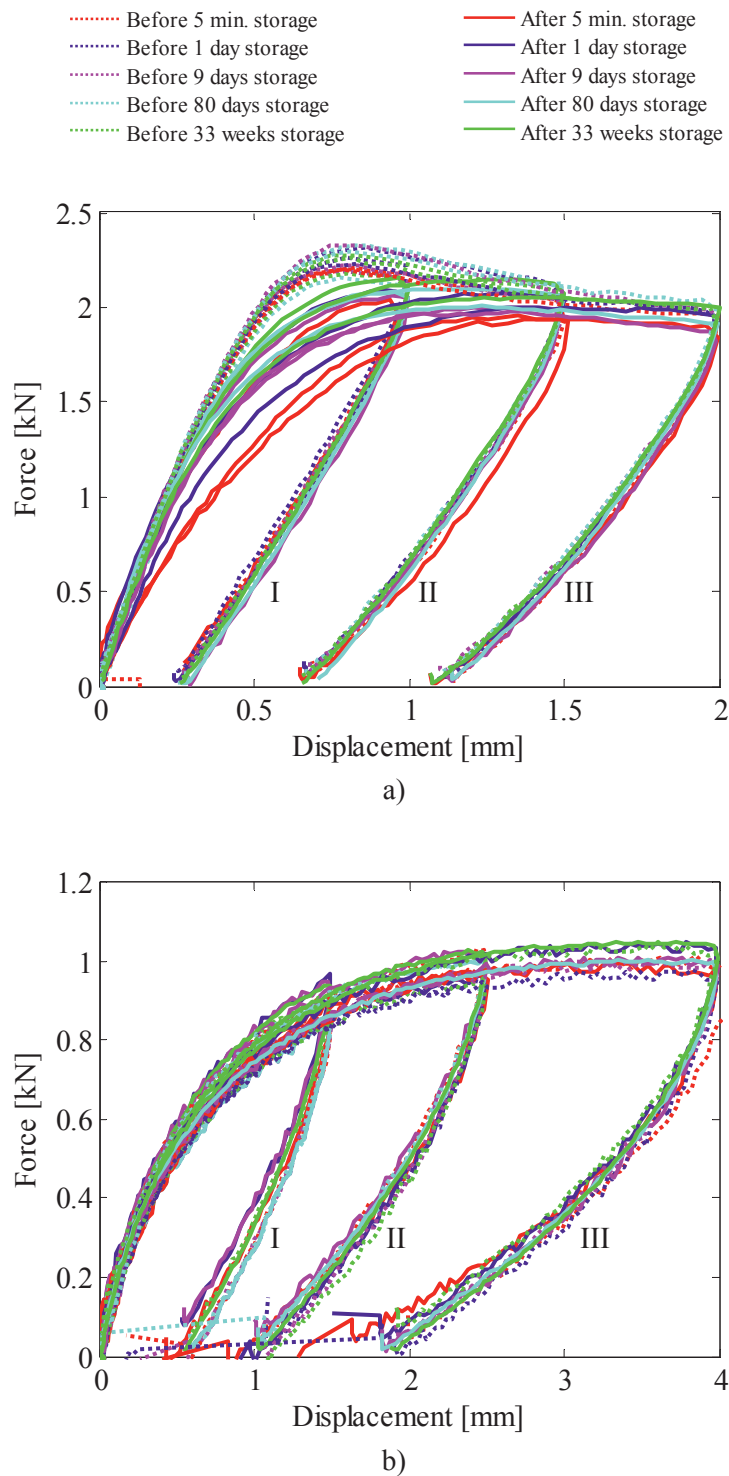 Before 5 min. storage
After 5 min. storage
Before 1 day storage
After 1 day storage
Before 9 days storage
After 9 days storage
Before 80 days storage
After 80 days storage
Before 33 weeks storage
After 33 weeks storage
2.5
2
1.5
1
0.5
0
Force [kN]
I
II
III
0
0.5
1
1.5
2
Displacement [mm]
a)
1.2
1
0.8
0.6
0.4
0.2
0
Force [kN]
I
II
III
0
1
2
3
4
Displacement [mm]
b)